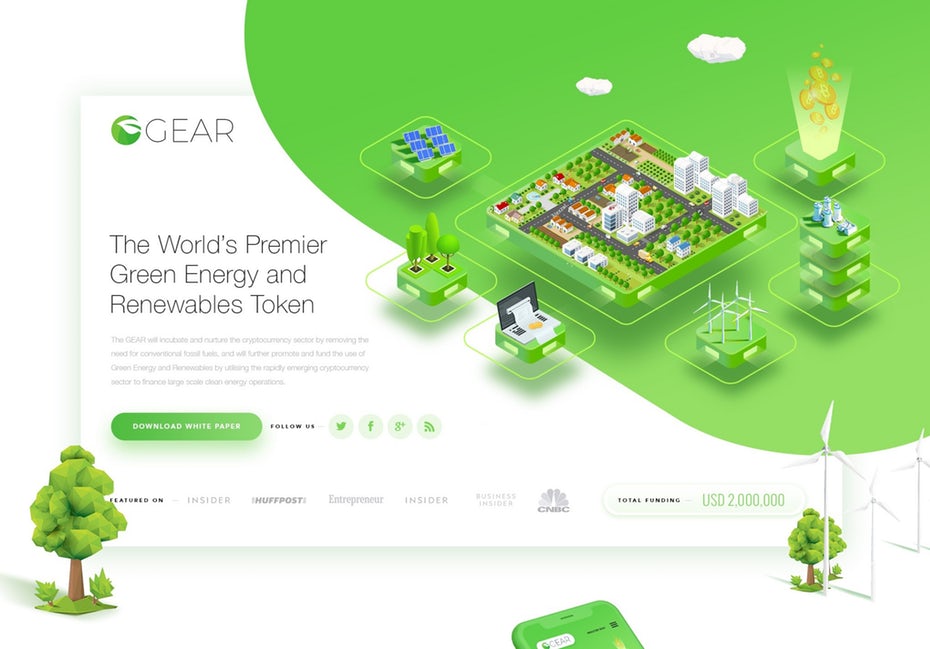 GEAR
The World's Premier
Green Energy and
Renewables Token
The GEAR will incubate and nurture the cryptocurrency sector by removing the
need for conventional fossil fuels, and will further promote and fund the use of
Green Energy and Renewables by utilising the rapidly emerging cryptocurrency
sector to finance large scale clean energy operations.
DOWNLOAD WHITE PAPER
FOLLOW US
FEATURED ON
INSIDER
HUFFPOST
Entrepreneur
INSIDER
BUSINESS
INSIDER
CNBC
TOTAL FUNDING
USD 2,000,000
GEAR